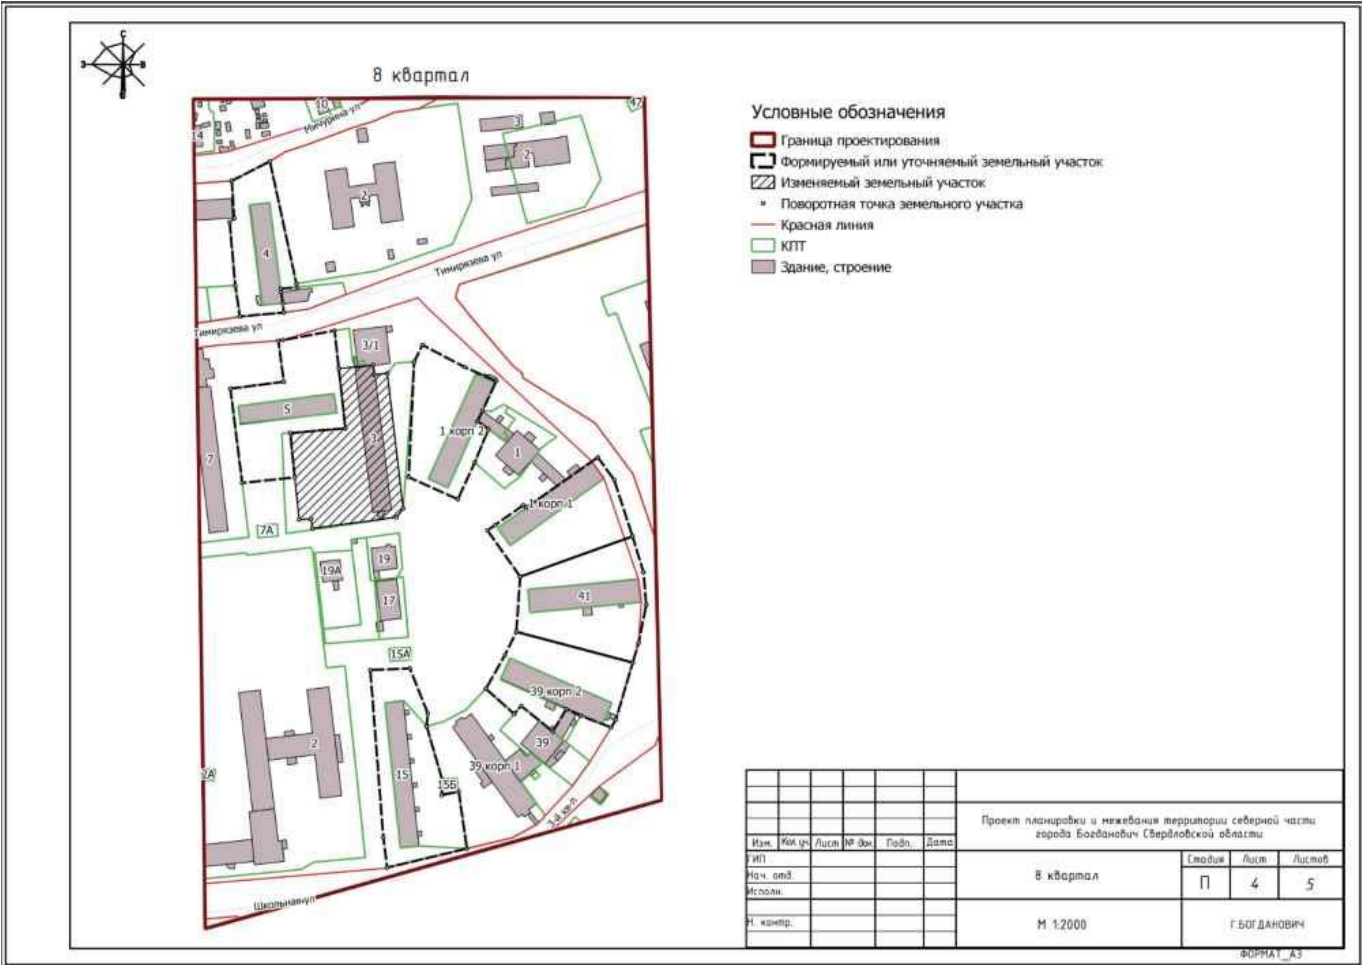 С
З
В
Ю
8 квартал
10
Мичурина ул
42
14
3
2
2
4
Тимирязева ул
Тимирязева ул
3/1
5
3
1 корп 2
1
7
1 корп 1
7А
19
19А
17
41
15А
39 корп 2
39
2
39 корп 1
15
15Б
3-й кв-л
Школьная ул
Условные обозначения
Граница проектирования
Формируемый или уточняемый земельный участок
Изменяемый земельный участок
Поворотная точка земельного участка
Красная линия
КПТ
Здание, строение
Проект планировки и межевания территории северной части
города Богданович Свердловской области
Изм. Кол.уч Лист № док. Подп. Дата
ГИП
Нач. отд.
Исполн.
Н. контр.
8 квартал
Стадия Лист Листов
П 4 5
М 1:2000
Г.БОГДАНОВИЧ
ФОРМАТ_А3